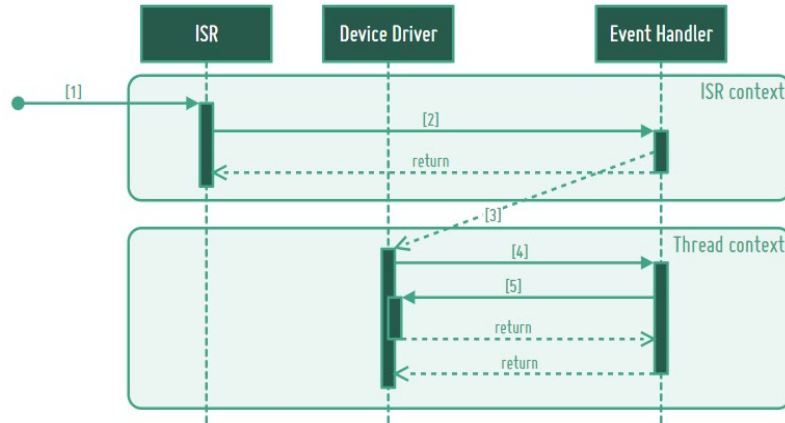 ISR
Device Driver
Event Handler
ISR context
[1]
[2]
return
[3]
Thread context
[4]
[5]
return
return